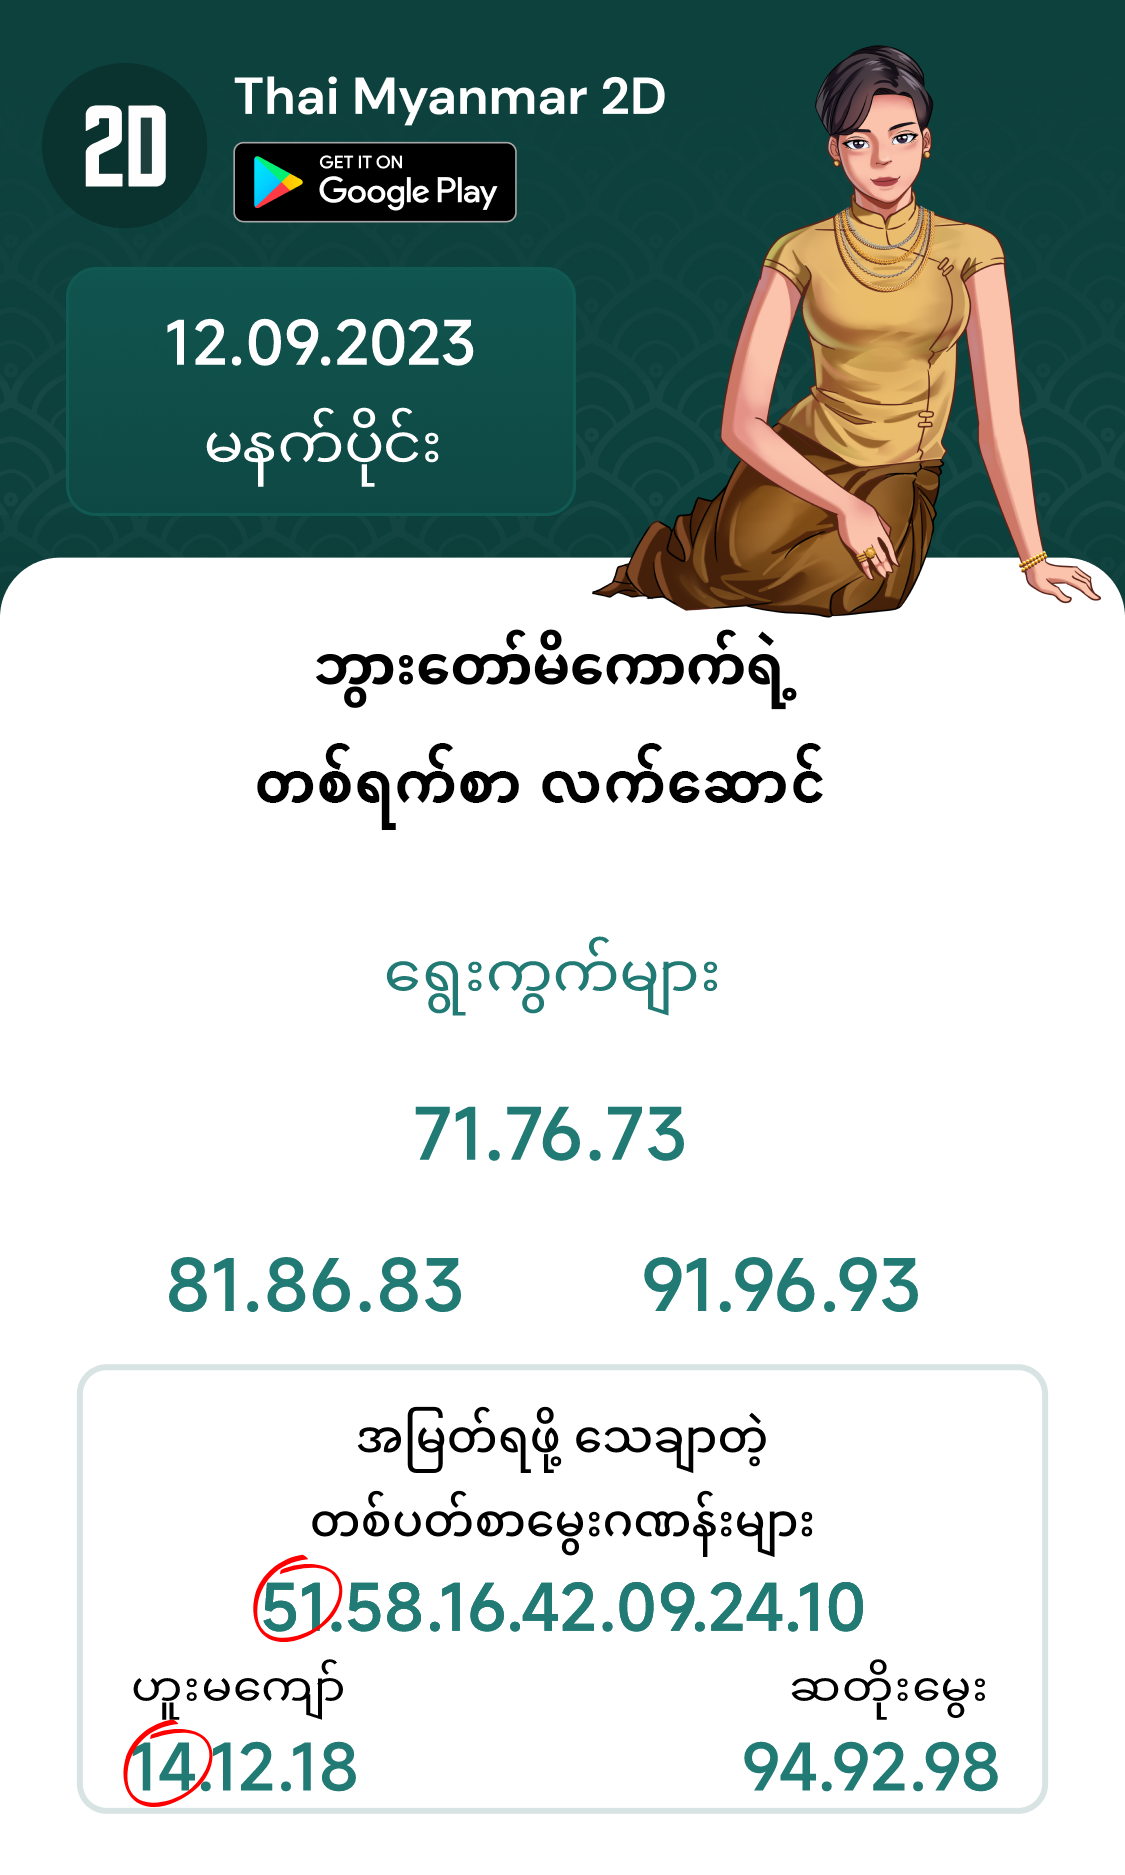 2D
Thai Myanmar 2D
GET IT ON
Google Play
12.09.2023
မနက်ပိုင်း
ဘွားတော်မိကောက်ရဲ့
တစ်ရက်စာ လက်ဆောင်
ရွေးကွက်များ
71.76.73
81.86.83 91.96.93
အမြတ်ရဖို့ သေချာတဲ့
တစ်ပတ်စာမွေးဂဏန်းများ
51.58.16.42.09.24.10
ဟူးမကျော် ဆတိုးမွေး
14.12.18 94.92.98